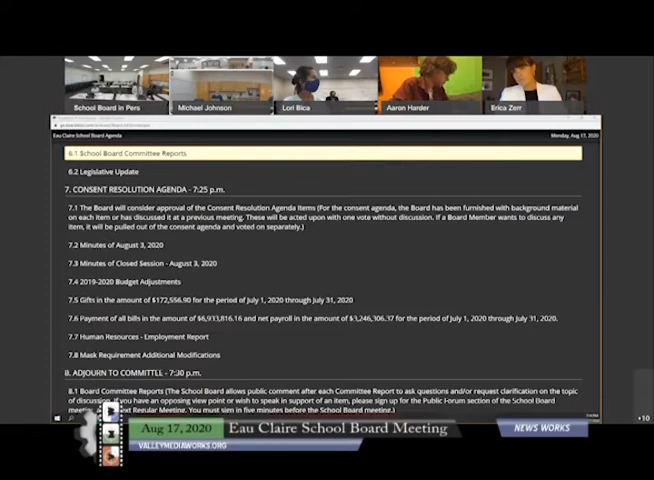 School Board in Pers
Michael Johnson
Lori Bica
Aaron Harder
Erica Zerr
Eau Claire School Board Agenda
Monday, Aug 17, 2020
6.1 School Board Committee Reports
6.2 Legislative Update
7. CONSENT RESOLUTION AGENDA - 7:25 p.m.
7.1 The Board will consider approval of the Consent Resolution Agenda Items (For the consent agenda, the Board has been furnished with background material
on each item or has discussed it at a previous meeting. These will be acted upon with one vote without discussion. If a Board Member wants to discuss any
item, it will be pulled out of the consent agenda and voted on separately.)
7.2 Minutes of August 3, 2020
7.3 Minutes of Closed Session - August 3, 2020
7.4 2019-2020 Budget Adjustments
7.5 Gifts in the amount of $172,556.90 for the period of July 1, 2020 through July 31, 2020
7.6 Payment of all bills in the amount of $6,933,816.16 and net payroll in the amount of $3,246,306.37 for the period of July 1, 2020 through July 31, 2020.
7.7 Human Resources - Employment Report
7.8 Mask Requirement Additional Modifications
8. ADJOURN TO COMMITTEE - 7:30 p.m.
8.1 Board Committee Reports (The School Board allows public comment after each Committee Report to ask questions and/or request clarification on the topic
of discussion. If you have an opposing view point or wish to speak in support of an item, please sign up for the Public Forum section of the School Board
Regular Meeting. You must sign in five minutes before the School Board meeting.)
+10
Aug 17, 2020
Eau Claire School Board Meeting
NEWS WORKS
VALLEYMEDIAWORKS.ORG